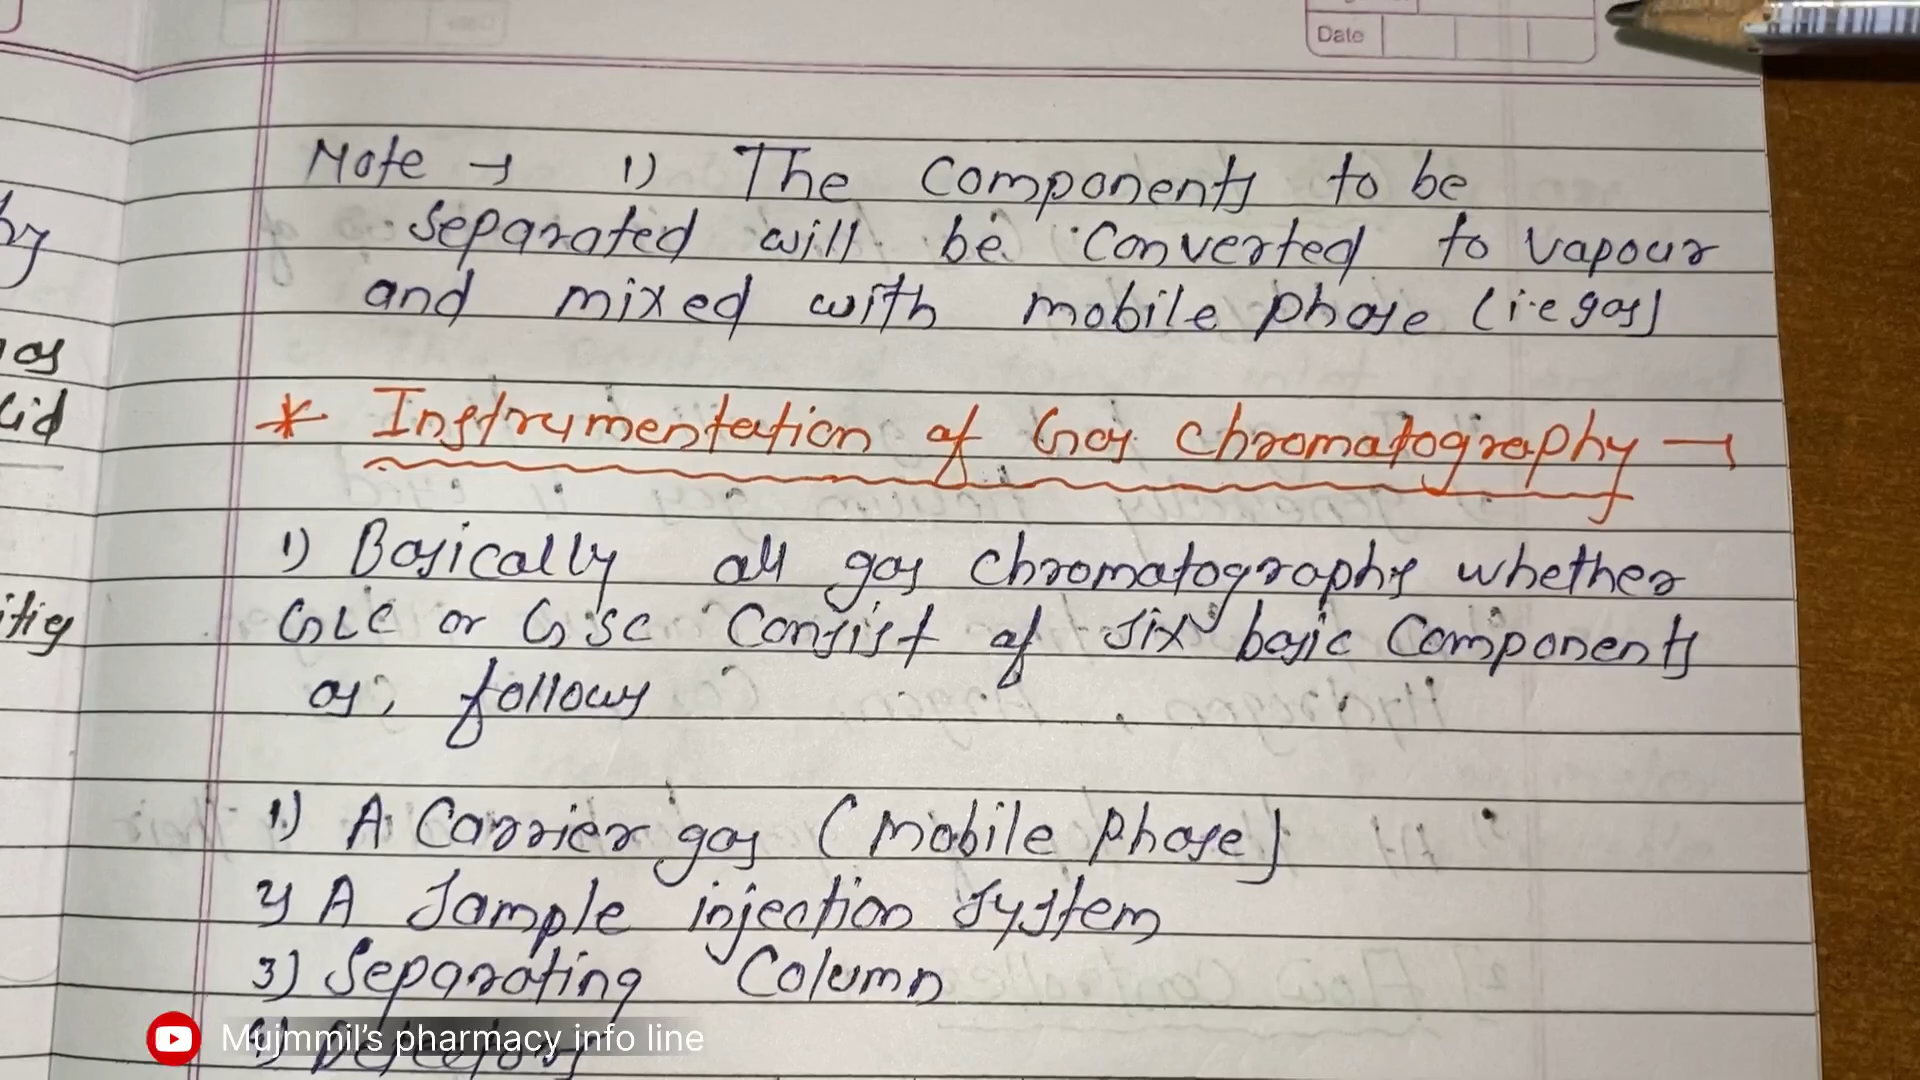 Date
Note → 1) The Components to be
separated will be converted to vapour
and mixed with mobile phase (i.e gas)
* Instrumentation of Gas Chromatography →
1) Basically all gas chromatography whether
GLC or GSC Consist of six basic Components
as, follows
1) A Carrier gas (Mobile Phase)
2) A Sample injection system
3) Separating Column
4) Detectors
Mujmmil's pharmacy info line